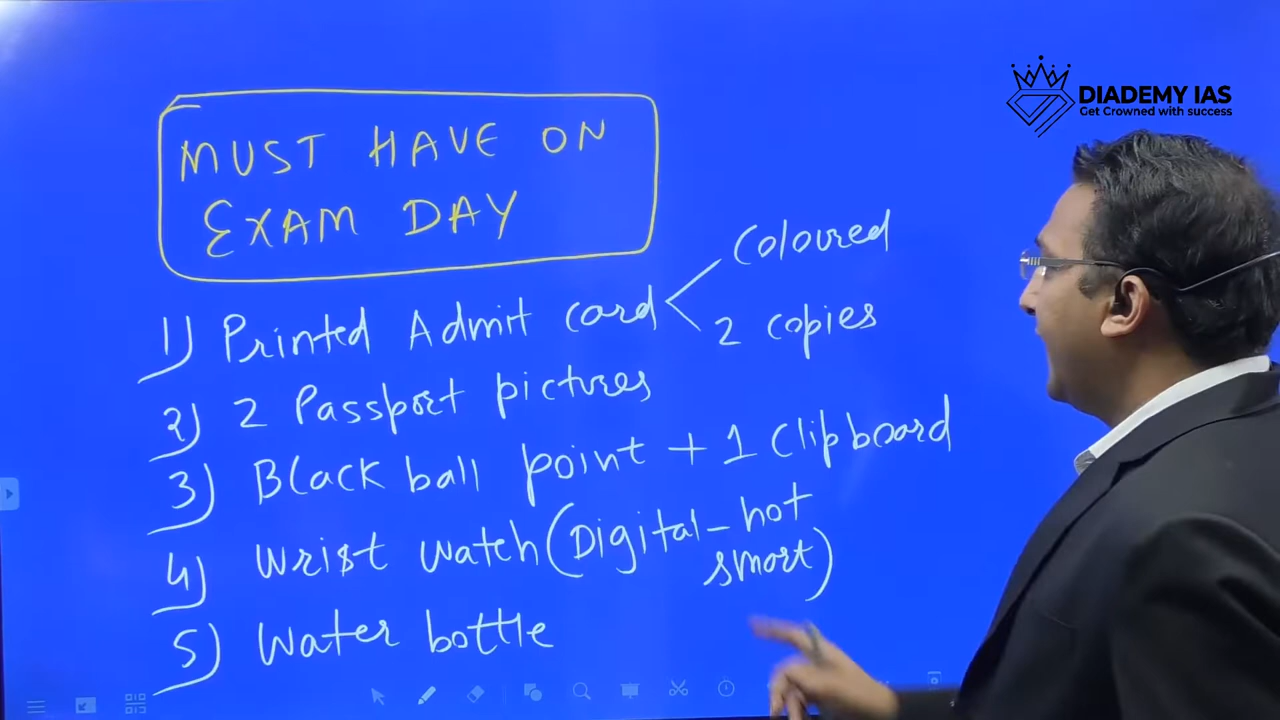 DIADEMY IAS
Get Crowned with success
MUST HAVE ON
EXAM DAY
1) Printed Admit card
Coloured
2 copies
2) 2 Passport pictures
3) Black ball point + 1 Clipboard
4) Wrist watch (Digital - not
smart)
5) Water bottle